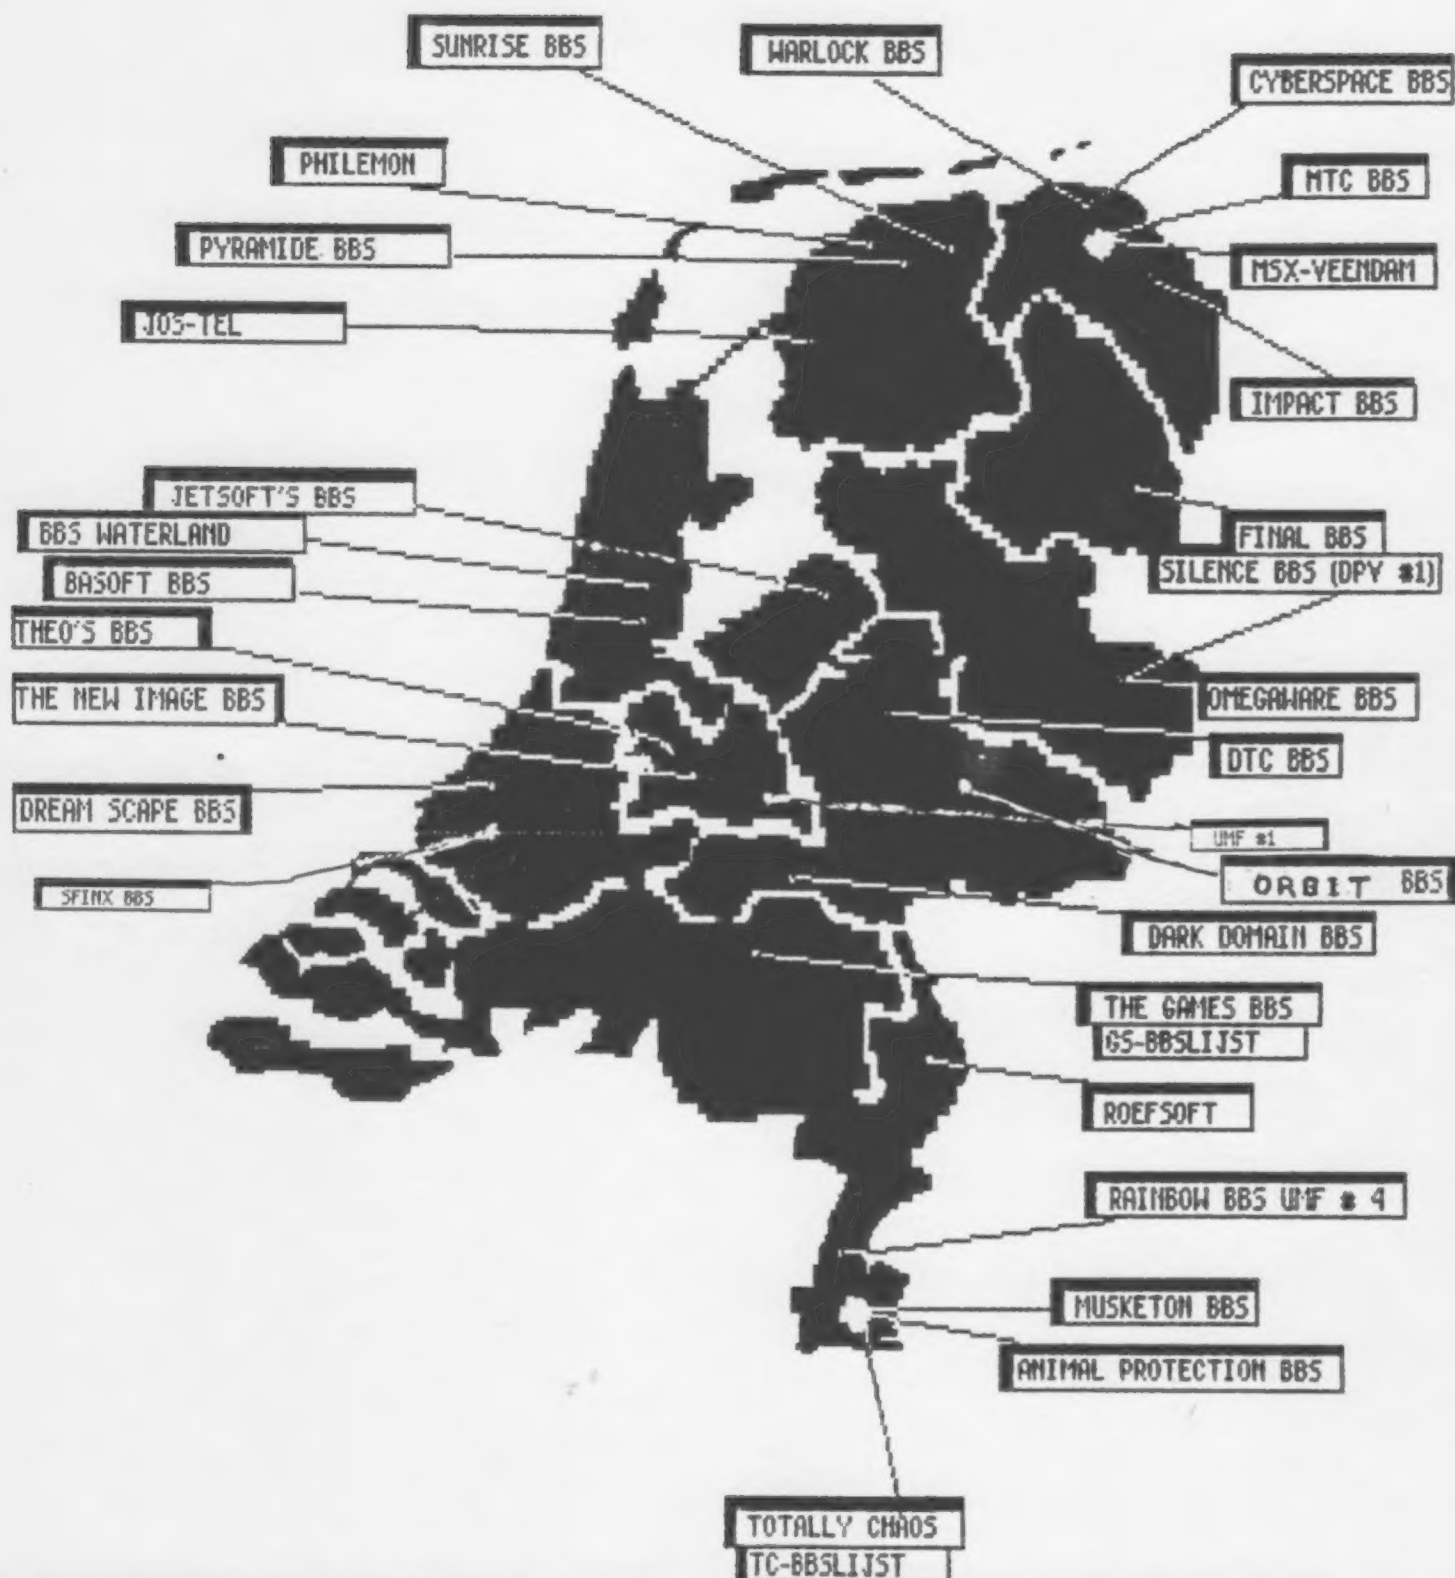 SUNRISE BBS
WARLOCK BBS
CYBERSPACE BBS
PHILEMON
MTC BBS
PYRAMIDE BBS
MSX-VEENDAM
JOS-TEL
IMPACT BBS
JETSOFT'S BBS
BBS WATERLAND
FINAL BBS
BASOFT BBS
SILENCE BBS (DPV #1)
THEO'S BBS
THE NEW IMAGE BBS
OMEGAWARE BBS
DTC BBS
DREAM SCAPE BBS
UMF #1
SFINX BBS
ORBIT BBS
DARK DOMAIN BBS
THE GAMES BBS
GS-BBSLIJST
ROEFSOFT
RAINBOW BBS UMF # 4
MUSKETON BBS
ANIMAL PROTECTION BBS
TOTALLY CHAOS
TC-BBSLIJST